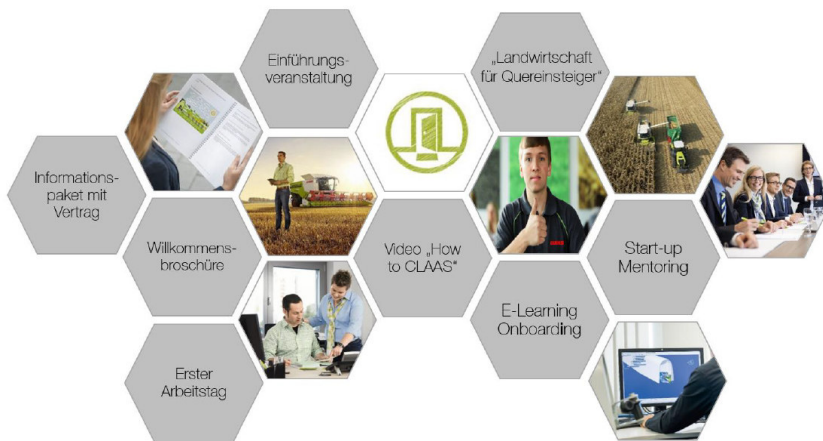 Einführungs-
veranstaltung
„Landwirtschaft
für Quereinsteiger“
Informations-
paket mit
Vertrag
Willkommens-
broschüre
Video „How
to CLAAS“
Start-up
Mentoring
E-Learning
Onboarding
Erster
Arbeitstag